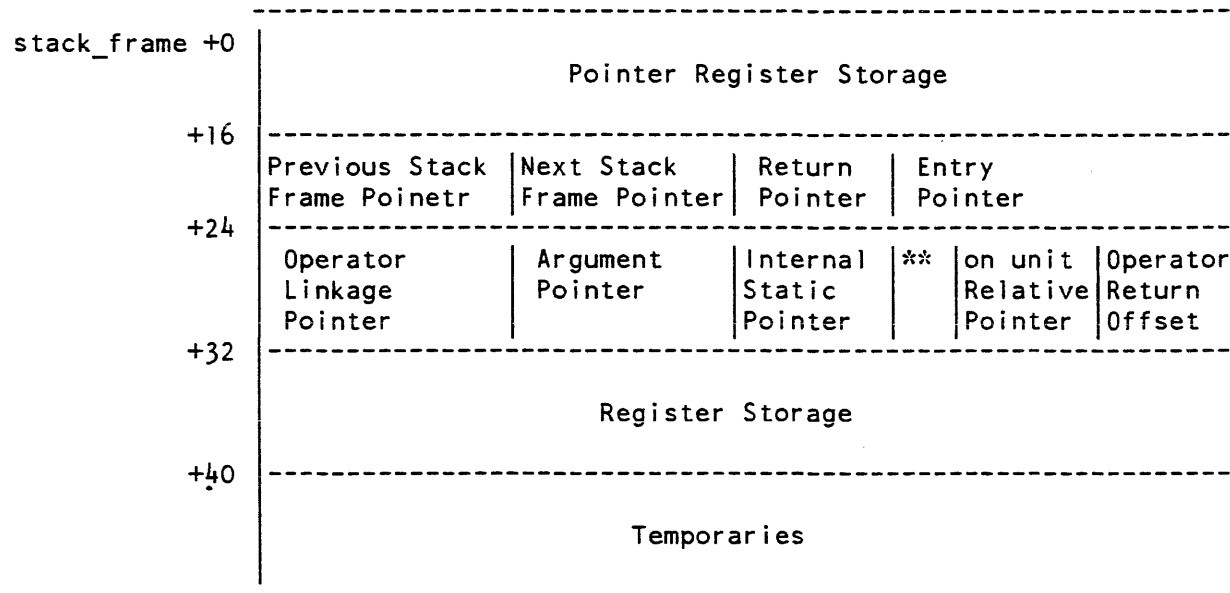 stack_frame +0
Pointer Register Storage
+16
Previous Stack Next Stack Return Entry
Frame Poinetr Frame Pointer Pointer Pointer
+24
Operator Argument Internal ** on unit Operator
Linkage Pointer Static Relative Return
Pointer Pointer Pointer Offset
+32
Register Storage
+40
Temporaries